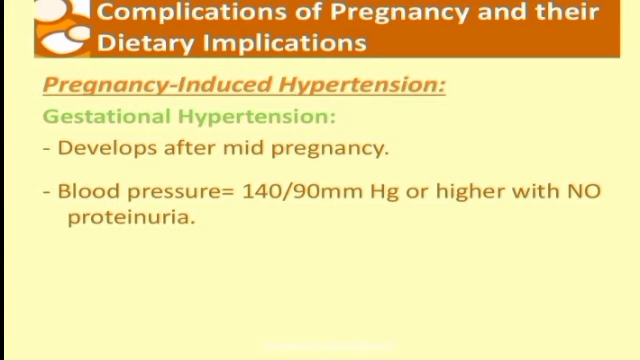 Complications of Pregnancy and their
Dietary Implications
Pregnancy-Induced Hypertension:
Gestational Hypertension:
- Develops after mid pregnancy.
- Blood pressure= 140/90mm Hg or higher with NO
proteinuria.